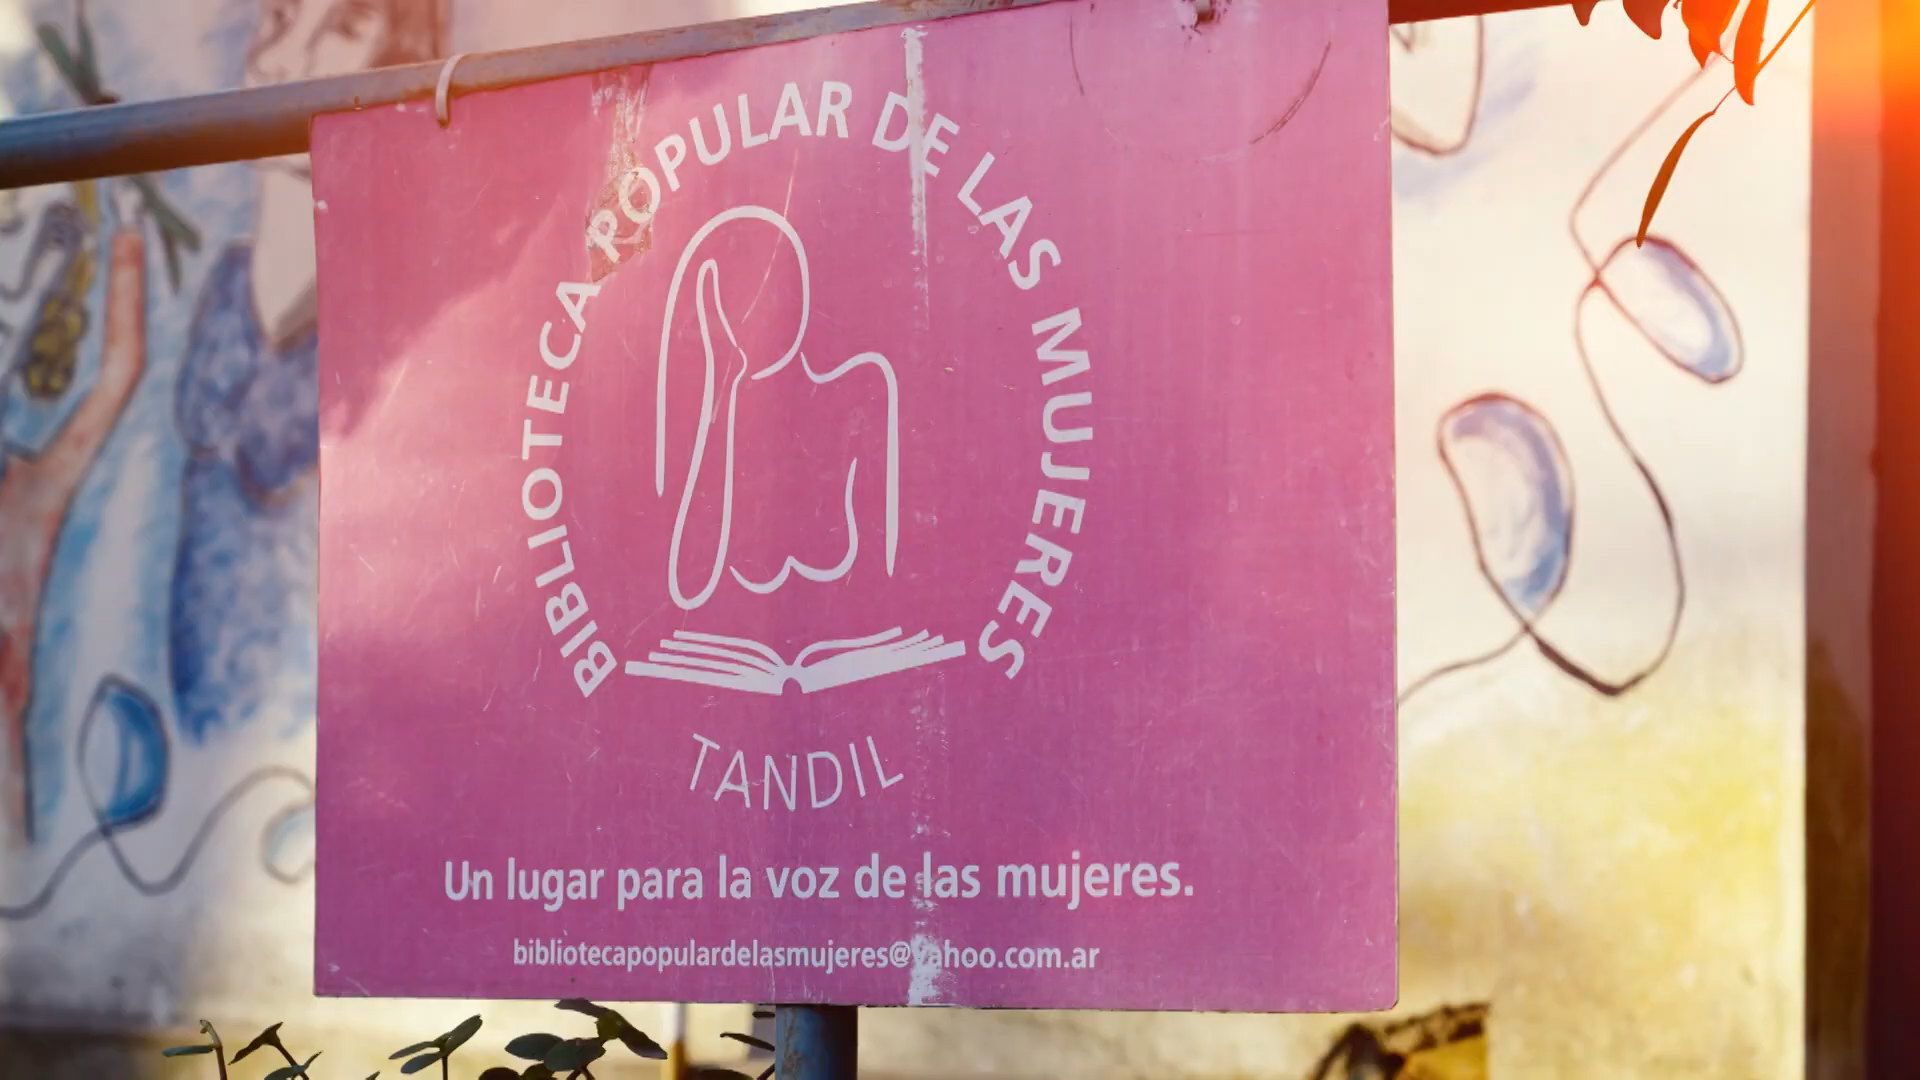 BIBLIOTECA POPULAR DE LAS MUJERES
TANDIL
Un lugar para la voz de las mujeres.
bibliotecapopulardelasmujeres@yahoo.com.ar